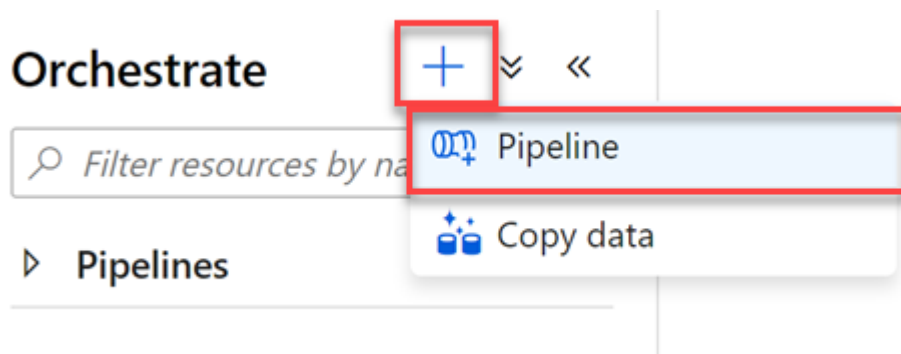 Orchestrate
Pipeline
Filter resources by na
Copy data
Pipelines